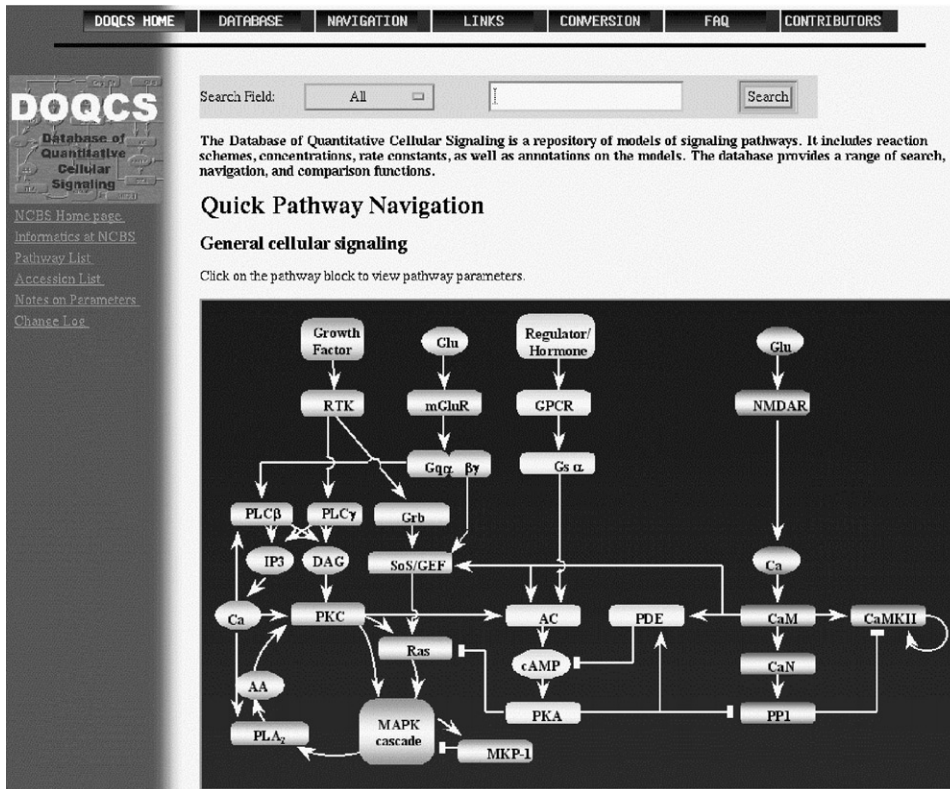 DOQCS HOME
DATABASE
NAVIGATION
LINKS
CONVERSION
FAQ
CONTRIBUTORS
DOQCS
Database of
Quantitative
Cellular
Signaling
NCBS Home page
Informatics at NCBS
Pathway List
Accession List
Notes on Parameters
Change Log
Search Field:
All
Search
The Database of Quantitative Cellular Signaling is a repository of models of signaling pathways. It includes reaction
schemes, concentrations, rate constants, as well as annotations on the models. The database provides a range of search,
navigation, and comparison functions.
Quick Pathway Navigation
General cellular signaling
Click on the pathway block to view pathway parameters.
Growth
Factor
Glu
Regulator/
Hormone
Glu
RTK
mGluR
GPCR
NMDAR
Gqα βγ
Gs α
PLCβ
PLCγ
Grb
IP3
DAG
SoS/GEF
Ca
Ca
PKC
AC
PDE
CaM
CaMKII
Ras
cAMP
CaN
AA
PKA
PP1
PLA₂
MAPK
cascade
MKP-1